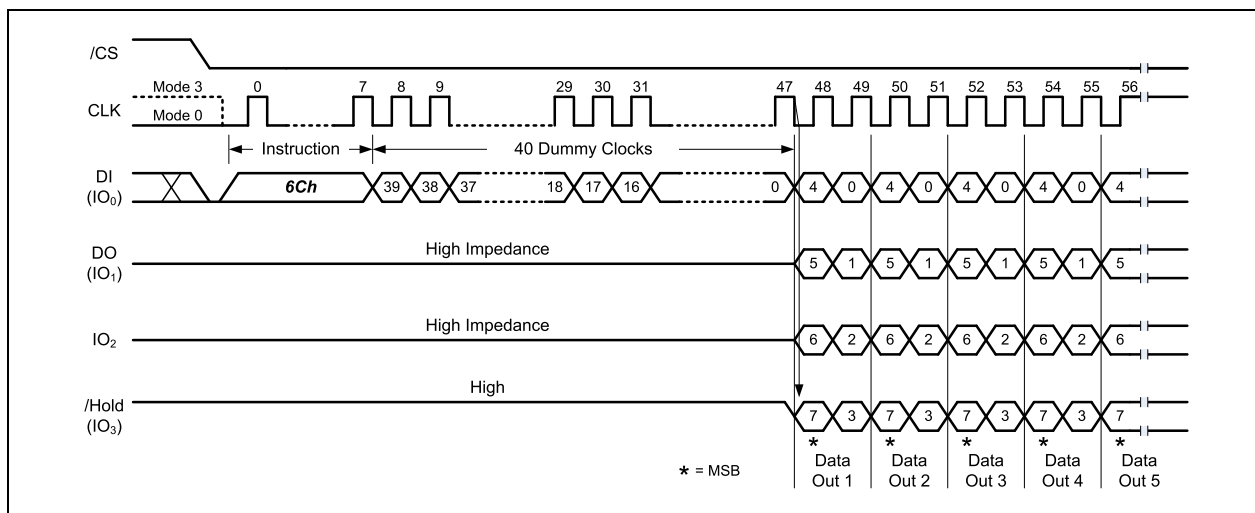 /CS
Mode 3 0 7 8 9 29 30 31 47 48 49 50 51 52 53 54 55 56
CLK
Mode 0
Instruction 40 Dummy Clocks
DI
(IO0)
6Ch 39 38 37 18 17 16 0 4 0 4 0 4 0 4 0 4
DO
(IO1)
High Impedance 5 1 5 1 5 1 5 1 5
IO2
High Impedance 6 2 6 2 6 2 6 2 6
/Hold
(IO3)
High 7 3 7 3 7 3 7 3 7
* * * * *
* = MSB
Data Out 1
Data Out 2
Data Out 3
Data Out 4
Data Out 5